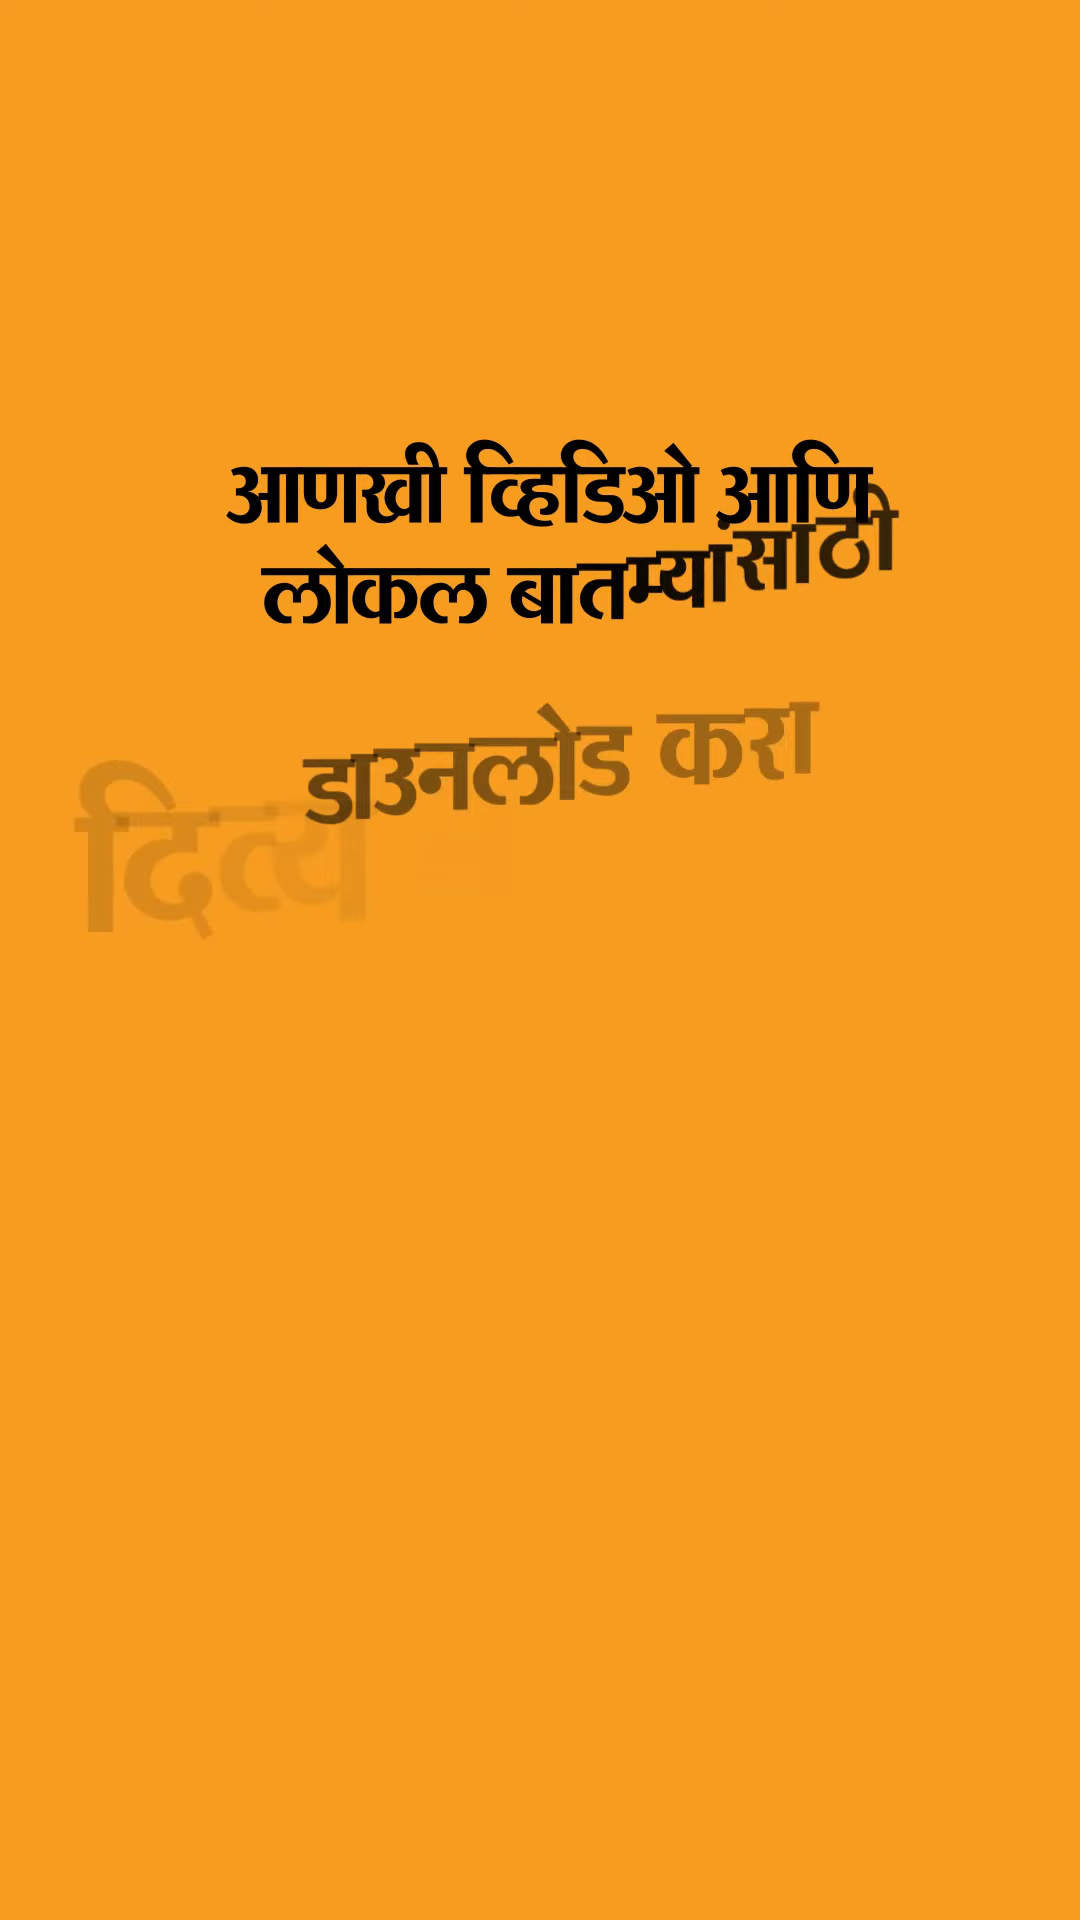 आणखी व्हिडिओ आणि
लोकल बातम्यांसाठी
डाउनलोड करा
दिव्य